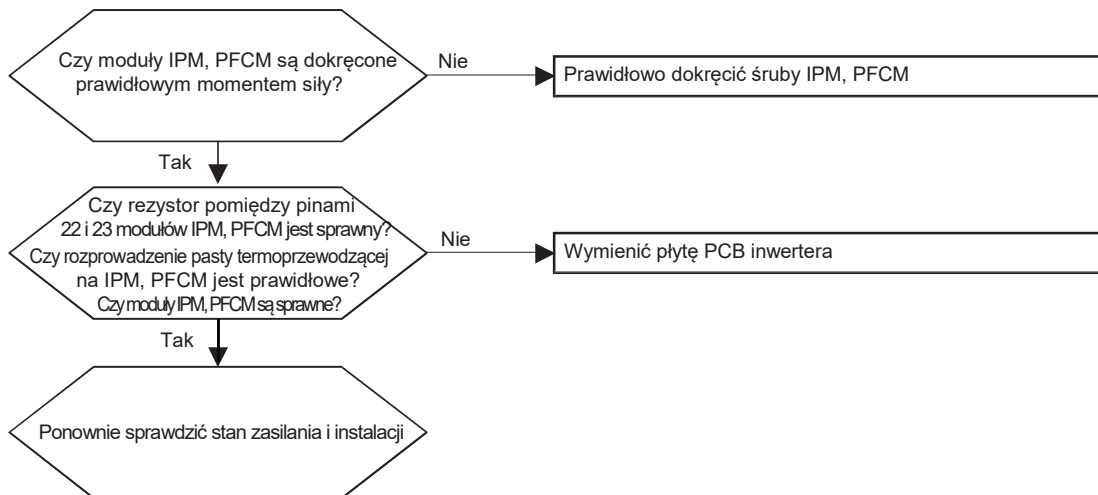 Czy moduły IPM, PFCM są dokręcone
prawidłowym momentem siły?
Nie
Prawidłowo dokręcić śruby IPM, PFCM
Tak
Czy rezystor pomiędzy pinami
22 i 23 modułów IPM, PFCM jest sprawny?
Czy rozprowadzenie pasty termoprzewodzącej
na IPM, PFCM jest prawidłowe?
Czy moduły IPM, PFCM są sprawne?
Nie
Wymienić płytę PCB inwertera
Tak
Ponownie sprawdzić stan zasilania i instalacji